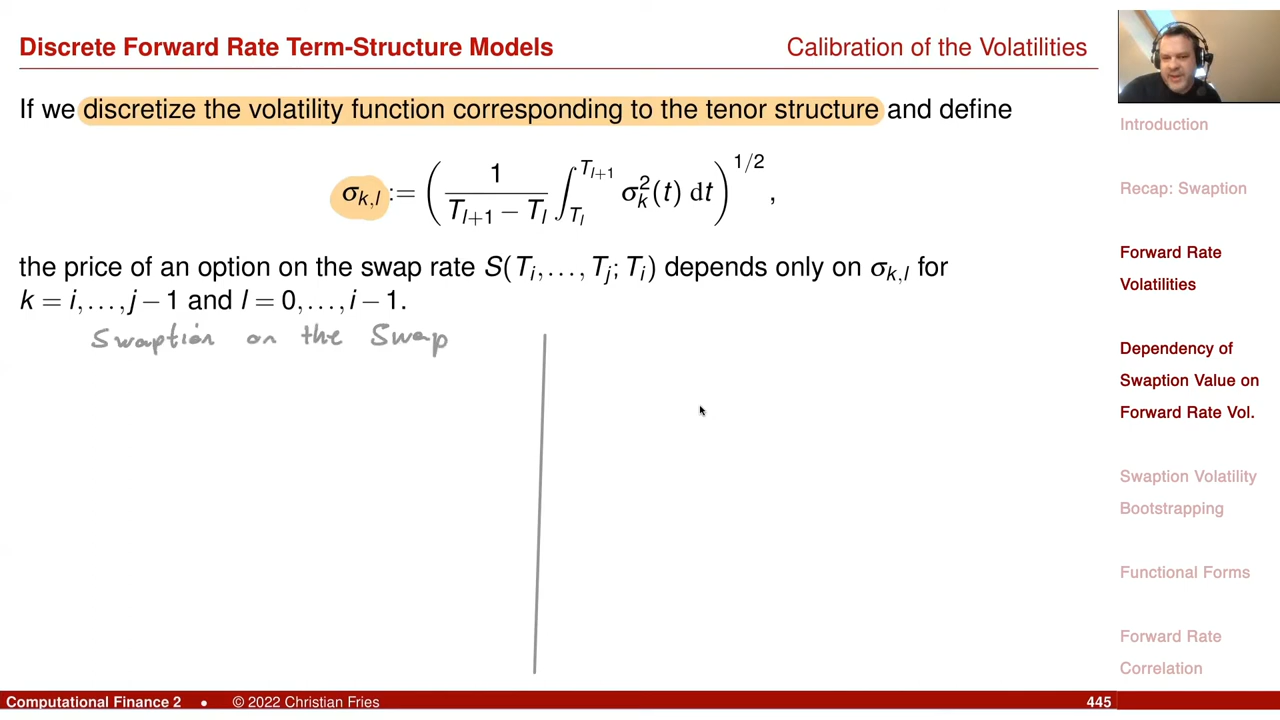 Discrete Forward Rate Term-Structure Models
Calibration of the Volatilities
If we discretize the volatility function corresponding to the tenor structure and define
σ_{k,l} := ( 1 / (T_{l+1} − T_l) ∫_{T_l}^{T_{l+1}} σ_k^2(t) dt )^{1/2} ,
the price of an option on the swap rate S(T_i, …, T_j; T_i) depends only on σ_{k,l} for
k = i, …, j − 1 and l = 0, …, i − 1.
Swaption on the Swap
Introduction
Recap: Swaption
Forward Rate
Volatilities
Dependency of
Swaption Value on
Forward Rate Vol.
Swaption Volatility
Bootstrapping
Functional Forms
Forward Rate
Correlation
Computational Finance 2 • © 2022 Christian Fries
445